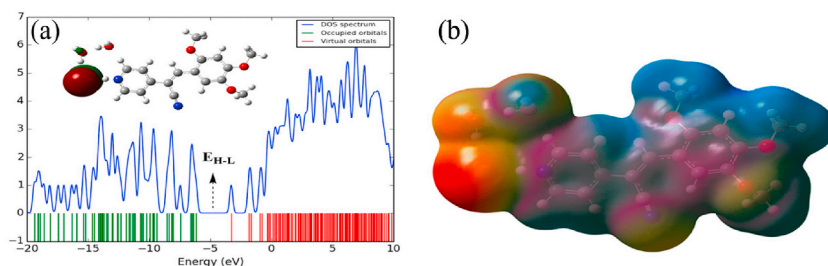 (a)
DOS spectrum
Occupied orbitals
Virtual orbitals
7
6
5
4
3
2
1
0
−1
E_H-L
−20
−15
−10
−5
0
5
10
Energy (eV)
(b)